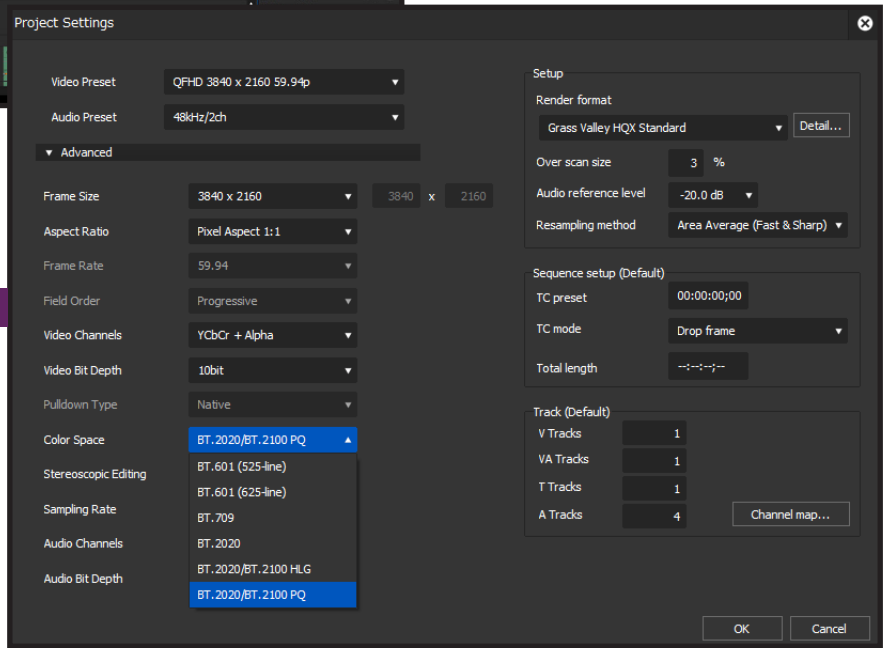 Project Settings
Video Preset QFHD 3840 x 2160 59.94p
Audio Preset 48kHz/2ch
Advanced
Frame Size 3840 x 2160 3840 x 2160
Aspect Ratio Pixel Aspect 1:1
Frame Rate 59.94
Field Order Progressive
Video Channels YCbCr + Alpha
Video Bit Depth 10bit
Pulldown Type Native
Color Space BT.2020/BT.2100 PQ
BT.601 (525-line)
Stereoscopic Editing
BT.601 (625-line)
Sampling Rate
BT.709
Audio Channels BT.2020
BT.2020/BT.2100 HLG
Audio Bit Depth
BT.2020/BT.2100 PQ
Setup
Render format
Grass Valley HQX Standard Detail...
Over scan size 3 %
Audio reference level -20.0 dB
Resampling method Area Average (Fast & Sharp)
Sequence setup (Default)
TC preset 00:00:00;00
TC mode Drop frame
Total length --:--:--;--
Track (Default)
V Tracks 1
VA Tracks 1
T Tracks 1
A Tracks 4 Channel map...
OK Cancel